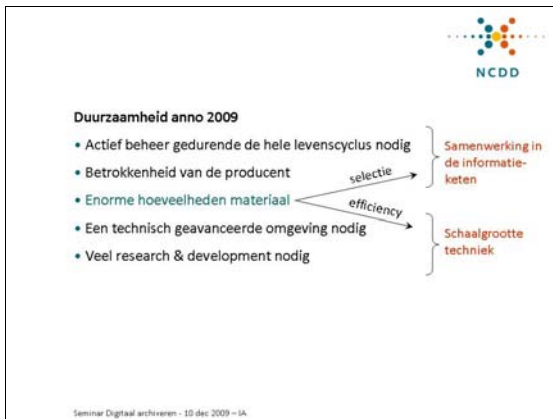 NCDD
Duurzaamheid anno 2009
• Actief beheer gedurende de hele levenscyclus nodig
• Betrokkenheid van de producent
• Enorme hoeveelheden materiaal
• Een technisch geavanceerde omgeving nodig
• Veel research & development nodig
selectie
efficiency
Samenwerking in
de informatie-
keten
Schaalgrootte
techniek
Seminar Digitaal archiveren - 10 dec 2009 – IA